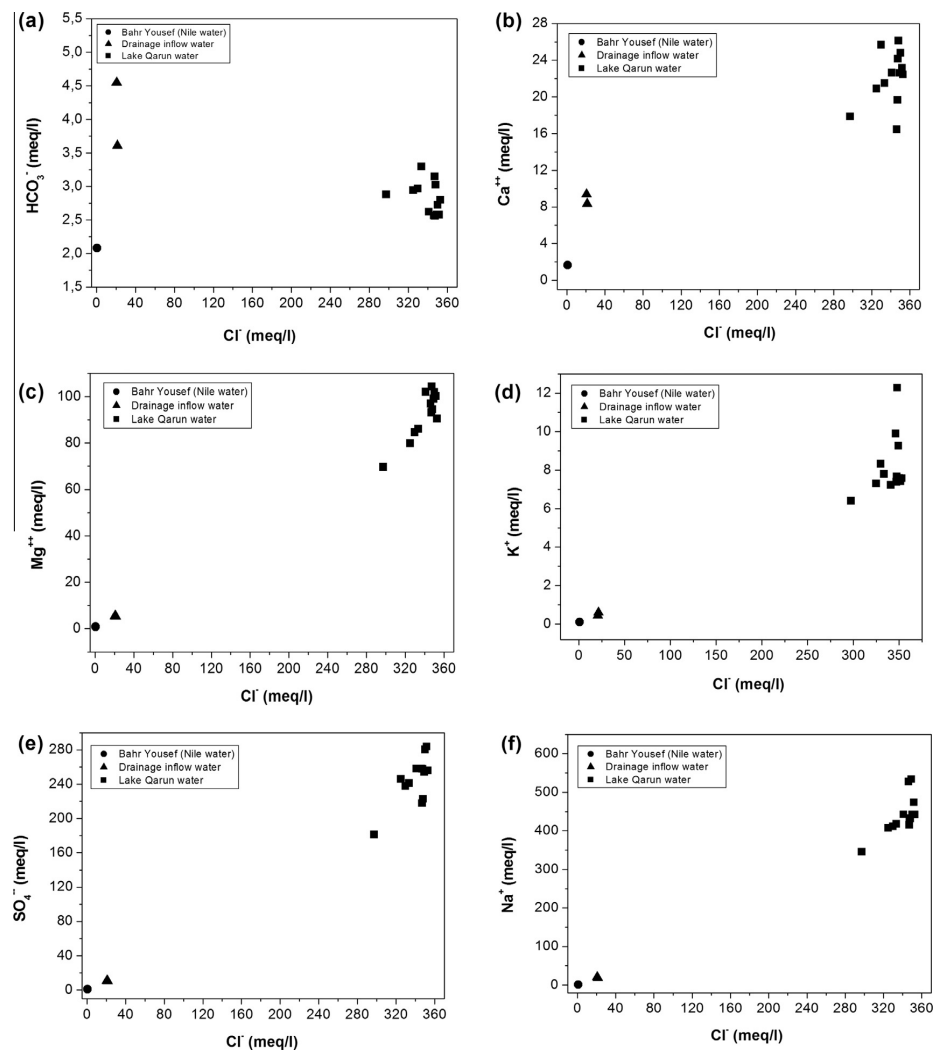 (a)
5,5
5,0
4,5
4,0
3,5
3,0
2,5
2,0
1,5
HCO3- (meq/l)
Bahr Yousef (Nile water)
Drainage inflow water
Lake Qarun water
0 40 80 120 160 200 240 280 320 360
Cl- (meq/l)
(b)
28
24
20
16
12
8
4
0
Ca++ (meq/l)
Bahr Yousef (Nile water)
Drainage inflow water
Lake Qarun water
0 40 80 120 160 200 240 280 320 360
Cl- (meq/l)
(c)
100
80
60
40
20
0
Mg++ (meq/l)
Bahr Yousef (Nile water)
Drainage inflow water
Lake Qarun water
0 40 80 120 160 200 240 280 320 360
Cl- (meq/l)
(d)
12
10
8
6
4
2
0
K+ (meq/l)
Bahr Yousef (Nile water)
Drainage inflow water
Lake Qarun water
0 50 100 150 200 250 300 350
Cl- (meq/l)
(e)
280
240
200
160
120
80
40
0
SO4-- (meq/l)
Bahr Yousef (Nile water)
Drainage inflow water
Lake Qarun water
0 40 80 120 160 200 240 280 320 360
Cl- (meq/l)
(f)
600
500
400
300
200
100
0
Na+ (meq/l)
Bahr Yousef (Nile water)
Drainage inflow water
Lake Qarun water
0 40 80 120 160 200 240 280 320 360
Cl- (meq/l)